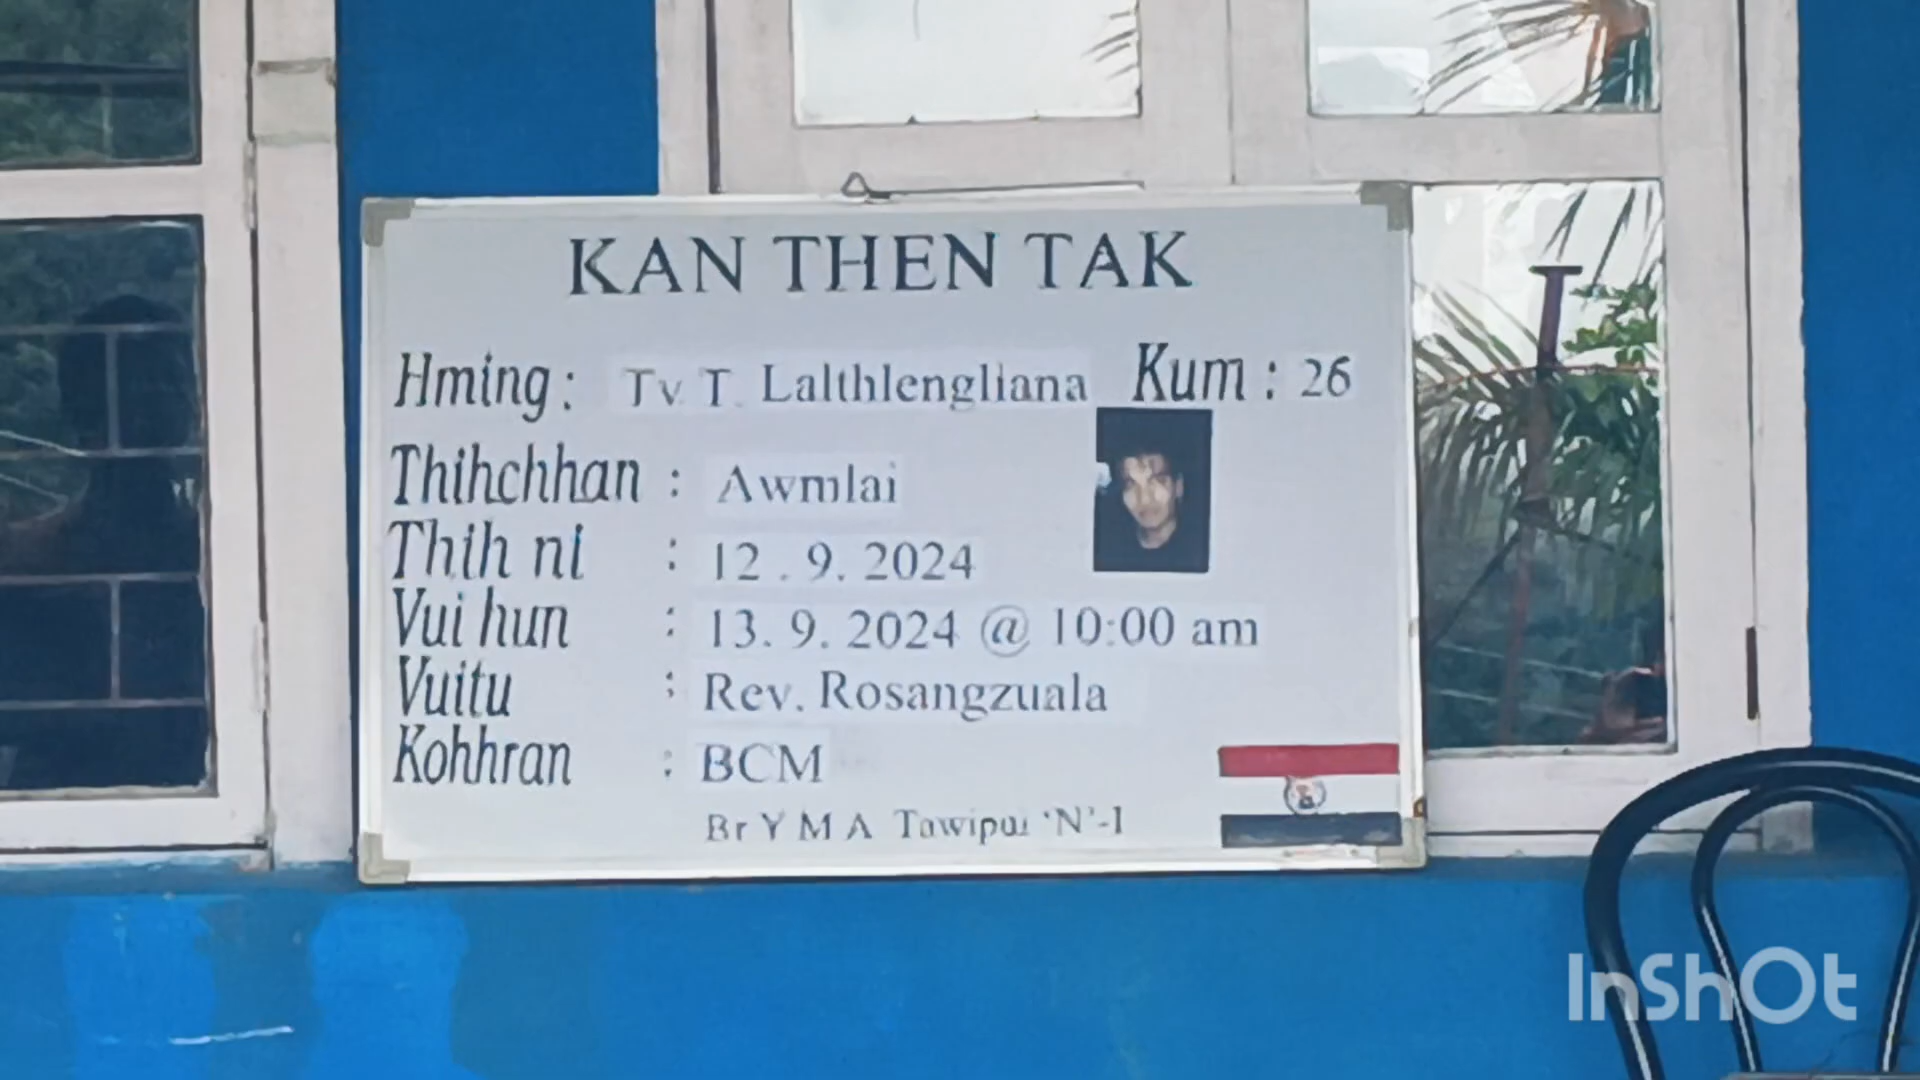 KAN THEN TAK
Hming : Tv. T. Lalthlengliana Kum : 26
Thihchhan : Awmlai
Thih ni : 12 . 9. 2024
Vui hun : 13. 9. 2024 @ 10:00 am
Vuitu : Rev. Rosangzuala
Kohhran : BCM
Br Y M A Tawipui 'N'-I
InShOt